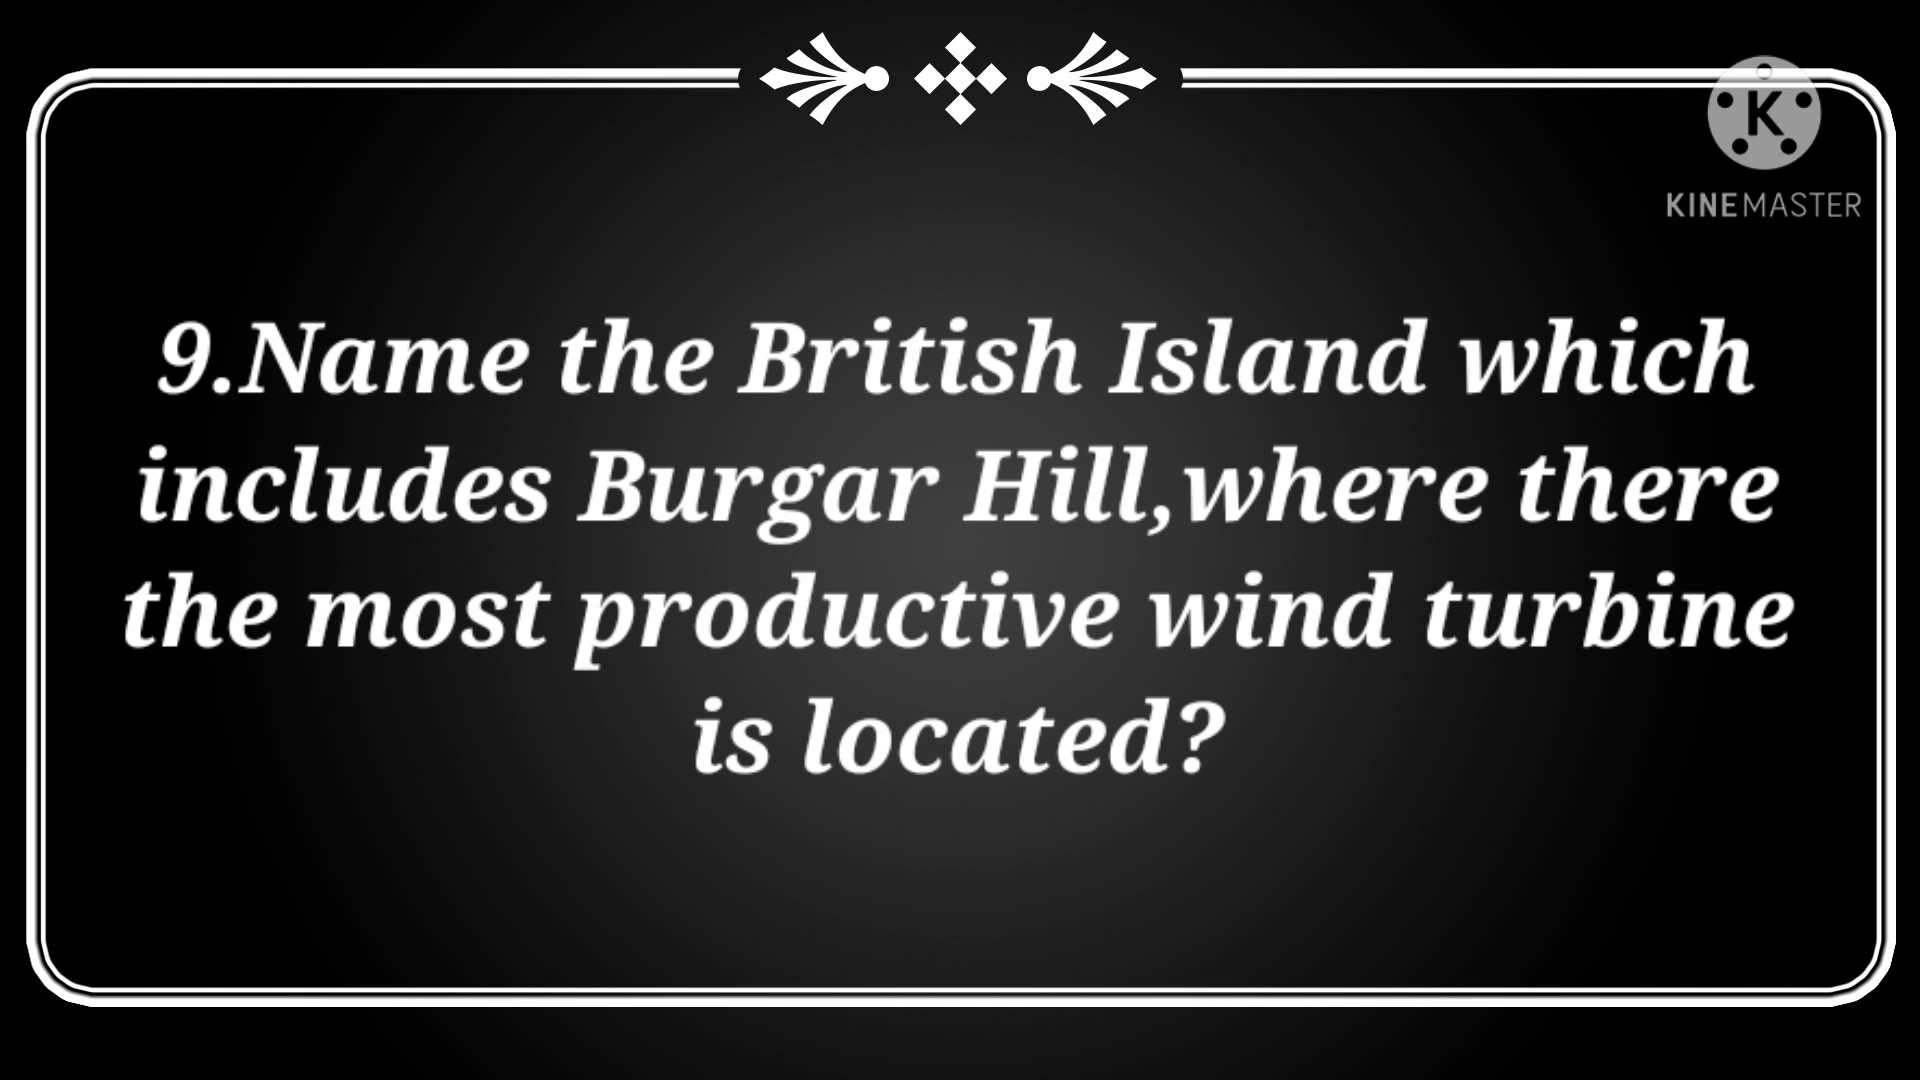 K
KINEMASTER
9.Name the British Island which
includes Burgar Hill,where there
the most productive wind turbine
is located?